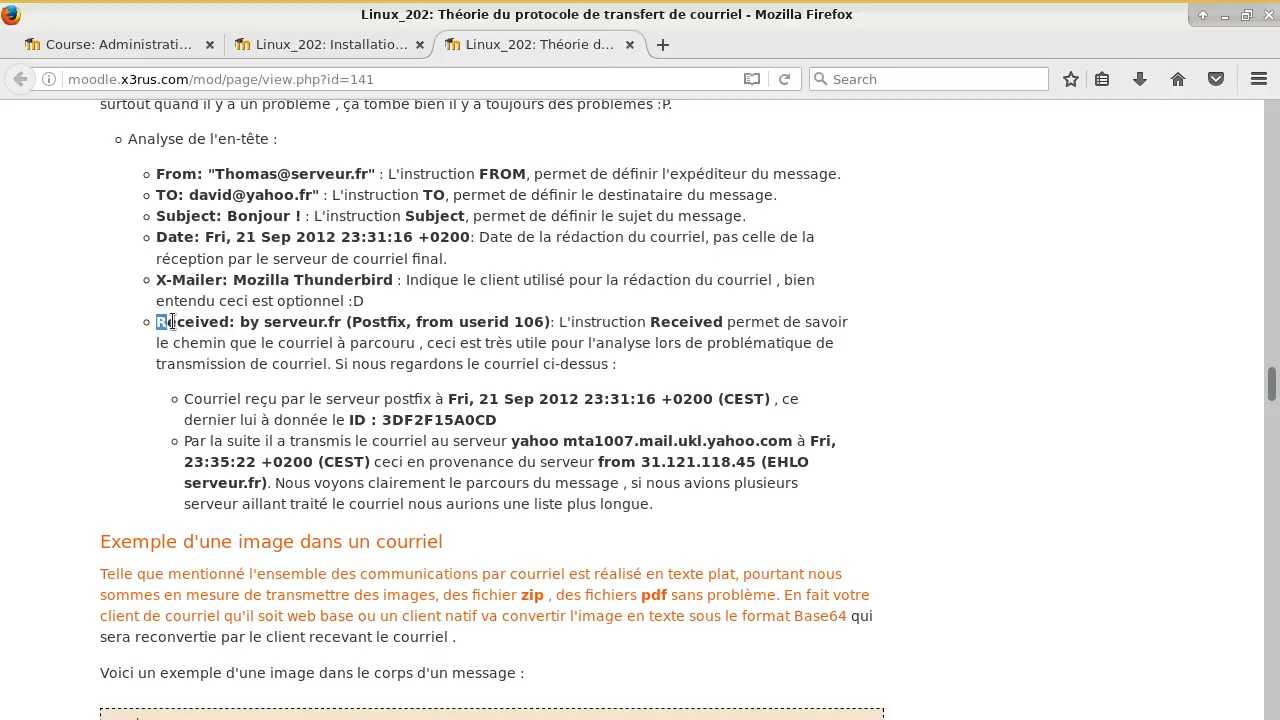 Linux_202: Théorie du protocole de transfert de courriel - Mozilla Firefox
Course: Administrati...
Linux_202: Installatio...
Linux_202: Théorie d...
moodle.x3rus.com/mod/page/view.php?id=141
Search
surtout quand il y a un problème , ça tombe bien il y a toujours des problèmes :P.
Analyse de l'en-tête :
From: "Thomas@serveur.fr" : L'instruction FROM, permet de définir l'expéditeur du message.
TO: david@yahoo.fr" : L'instruction TO, permet de définir le destinataire du message.
Subject: Bonjour ! : L'instruction Subject, permet de définir le sujet du message.
Date: Fri, 21 Sep 2012 23:31:16 +0200: Date de la rédaction du courriel, pas celle de la
réception par le serveur de courriel final.
X-Mailer: Mozilla Thunderbird : Indique le client utilisé pour la rédaction du courriel , bien
entendu ceci est optionnel :D
Received: by serveur.fr (Postfix, from userid 106): L'instruction Received permet de savoir
le chemin que le courriel à parcouru , ceci est très utile pour l'analyse lors de problématique de
transmission de courriel. Si nous regardons le courriel ci-dessus :
Courriel reçu par le serveur postfix à Fri, 21 Sep 2012 23:31:16 +0200 (CEST) , ce
dernier lui à donnée le ID : 3DF2F15A0CD
Par la suite il a transmis le courriel au serveur yahoo mta1007.mail.ukl.yahoo.com à Fri,
23:35:22 +0200 (CEST) ceci en provenance du serveur from 31.121.118.45 (EHLO
serveur.fr). Nous voyons clairement le parcours du message , si nous avions plusieurs
serveur aillant traité le courriel nous aurions une liste plus longue.
Exemple d'une image dans un courriel
Telle que mentionné l'ensemble des communications par courriel est réalisé en texte plat, pourtant nous
sommes en mesure de transmettre des images, des fichier zip , des fichiers pdf sans problème. En fait votre
client de courriel qu'il soit web base ou un client natif va convertir l'image en texte sous le format Base64 qui
sera reconvertie par le client recevant le courriel .
Voici un exemple d'une image dans le corps d'un message :